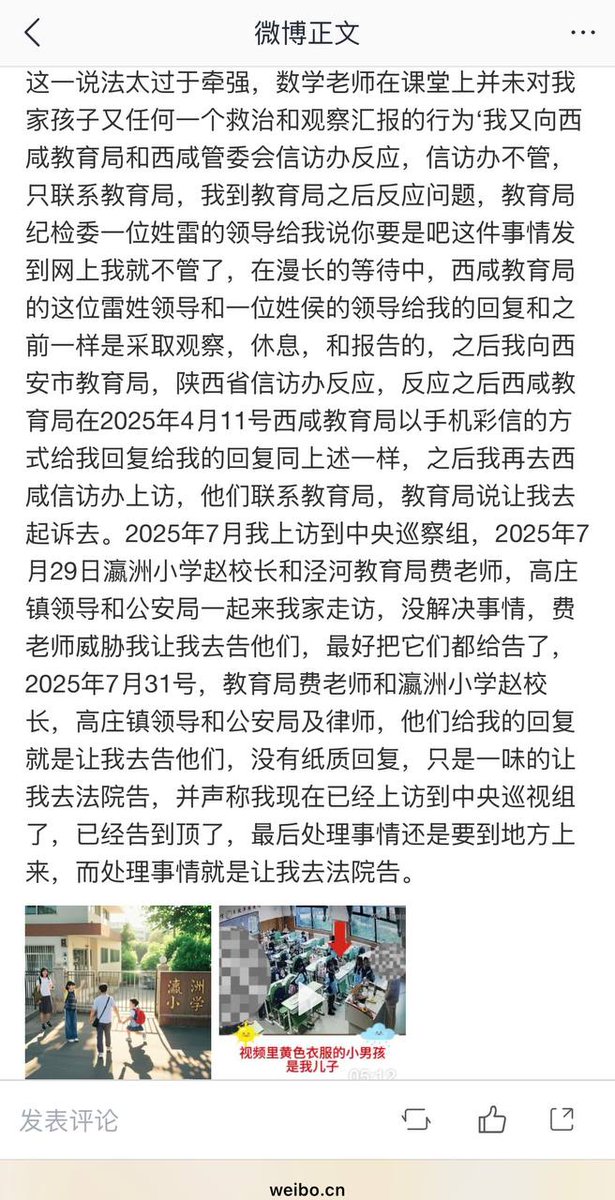 微博正文
这一说法太过于牵强，数学老师在课堂上并未对我
家孩子又任何一个救治和观察汇报的行为‘我又向西
咸教育局和西咸管委会信访办反应，信访办不管，
只联系教育局，我到教育局之后反应问题，教育局
纪检委一位姓雷的领导给我说你要是吧这件事情发
到网上我就不管了，在漫长的等待中，西咸教育局
的这位雷姓领导和一位姓侯的领导给我的回复和之
前一样是采取观察，休息，和报告的，之后我向西
安市教育局，陕西省信访办反应，反应之后西咸教
育局在2025年4月11号西咸教育局以手机彩信的方
式给我回复给我的回复同上述一样，之后我再去西
咸信访办上访，他们联系教育局，教育局说让我去
起诉去。2025年7月我上访到中央巡察组，2025年7
月29日瀛洲小学赵校长和泾河教育局费老师，高庄
镇领导和公安局一起来我家走访，没解决事情，费
老师威胁我让我去告他们，最好把它们都给告了，
2025年7月31号，教育局费老师和瀛洲小学赵校
长，高庄镇领导和公安局及律师，他们给我的回复
就是让我去告他们，没有纸质回复，只是一味的让
我去法院告，并声称我现在已经上访到中央巡视组
了，已经告到顶了，最后处理事情还是要到地方上
来，而处理事情就是让我去法院告。
瀛洲
小学
视频里黄色衣服的小男孩
是我儿子
05:12
发表评论
weibo.cn